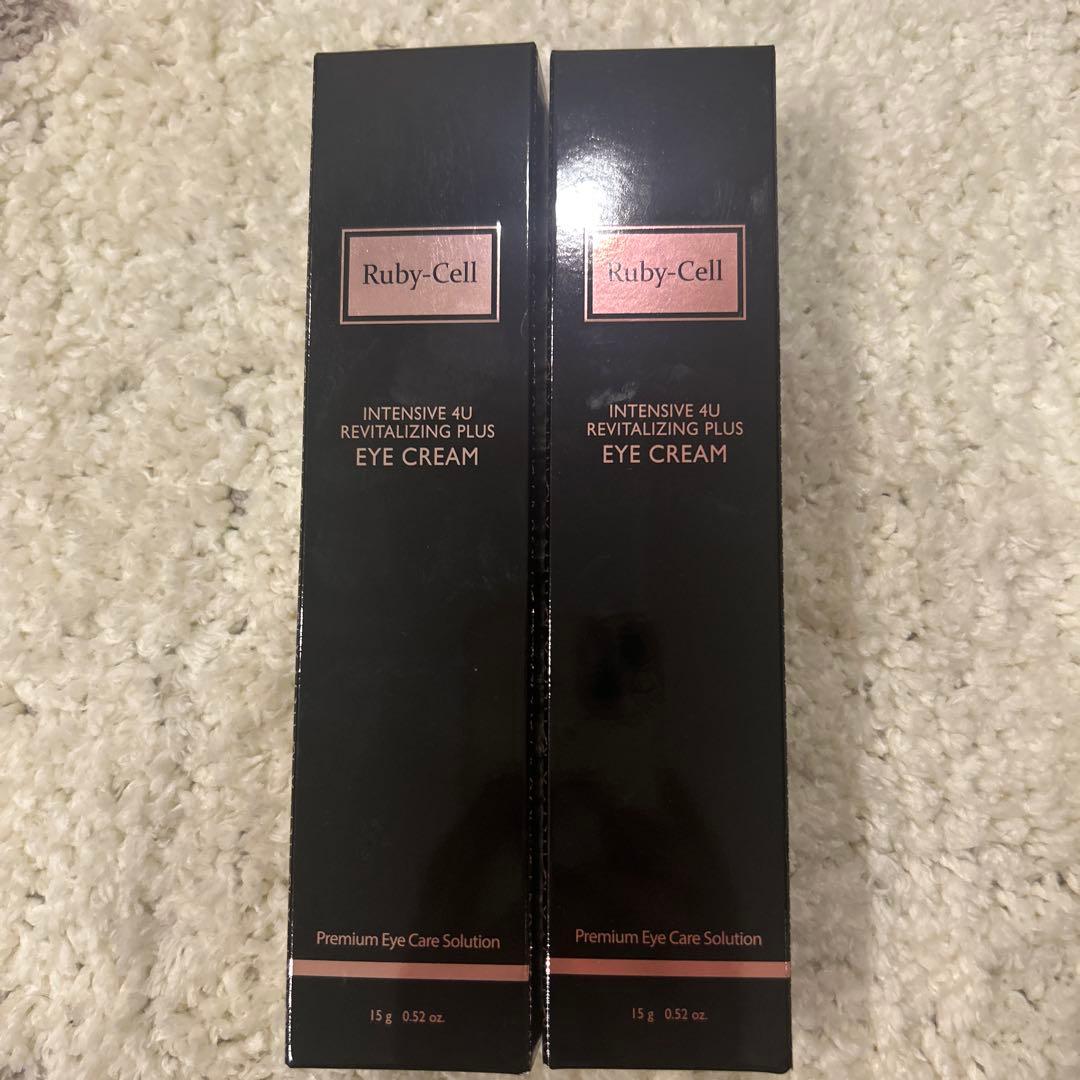 Ruby-Cell
INTENSIVE 4U
REVITALIZING PLUS
EYE CREAM
Premium Eye Care Solution
15 g 0.52 oz.
Ruby-Cell
INTENSIVE 4U
REVITALIZING PLUS
EYE CREAM
Premium Eye Care Solution
15 g 0.52 oz.